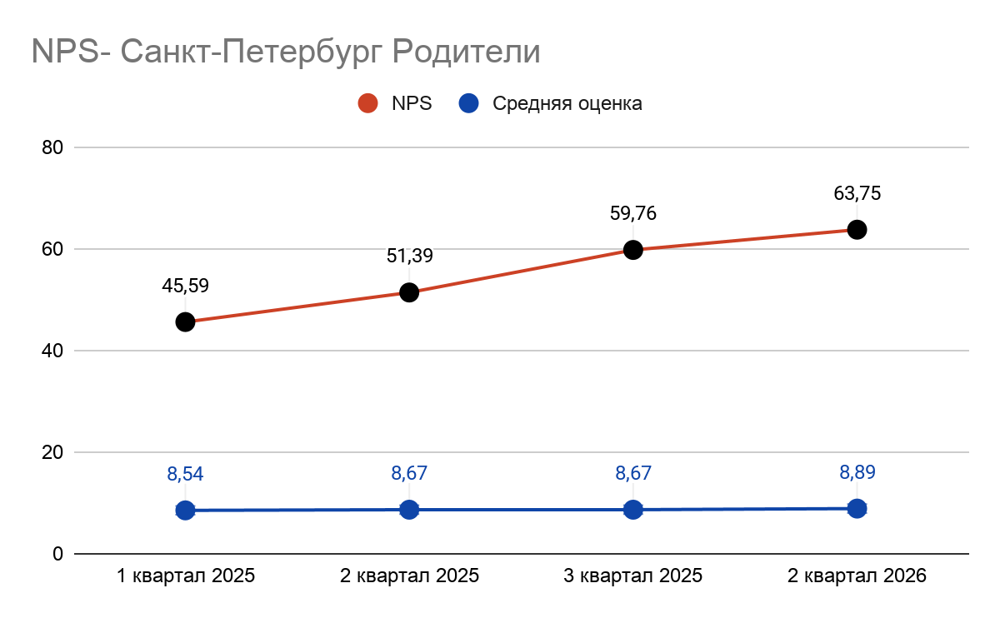 NPS- Санкт-Петербург Родители
NPS Средняя оценка
80
63,75
59,76
60
51,39
45,59
40
20
8,54 8,67 8,67 8,89
0
1 квартал 2025 2 квартал 2025 3 квартал 2025 2 квартал 2026